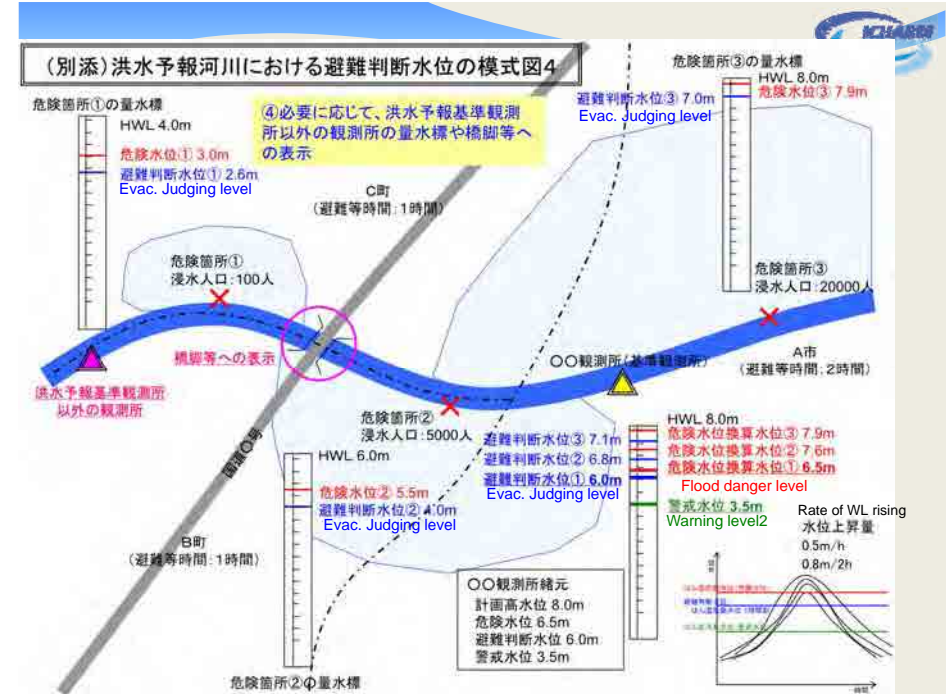 ICHARM
(別添)洪水予報河川における避難判断水位の模式図4
危険箇所①の量水標
HWL 4.0m
危険水位① 3.0m
避難判断水位① 2.6m
Evac. Judging level
④必要に応じて、洪水予報基準観測
所以外の観測所の量水標や橋脚等へ
の表示
危険箇所③の量水標
HWL 8.0m
危険水位③ 7.9m
避難判断水位③ 7.0m
Evac. Judging level
C町
(避難等時間:1時間)
危険箇所①
浸水人口:100人
危険箇所③
浸水人口:20000人
橋脚等への表示
〇〇観測所(基準観測所)
A市
(避難等時間:2時間)
洪水予報基準観測所
以外の観測所
危険箇所②
浸水人口:5000人
国道〇号
HWL 6.0m
危険水位② 5.5m
避難判断水位② 4.0m
Evac. Judging level
避難判断水位③ 7.1m
避難判断水位② 6.8m
避難判断水位① 6.0m
Evac. Judging level
HWL 8.0m
危険水位換算水位③ 7.9m
危険水位換算水位② 7.6m
危険水位換算水位① 6.5m
Flood danger level
警戒水位 3.5m
Warning level2
Rate of WL rising
水位上昇量
0.5m/h
0.8m/2h
B町
(避難等時間:1時間)
〇〇観測所緒元
計画高水位 8.0m
危険水位 6.5m
避難判断水位 6.0m
警戒水位 3.5m
時間
危険箇所②の量水標